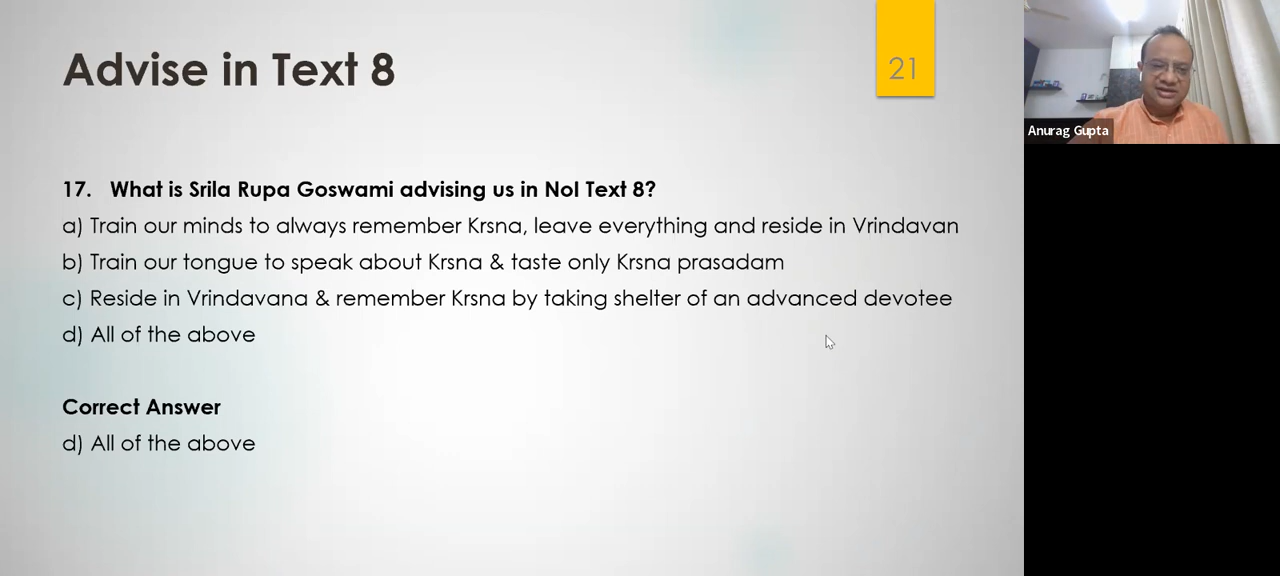 Advise in Text 8
21
Anurag Gupta
17. What is Srila Rupa Goswami advising us in NoI Text 8?
a) Train our minds to always remember Krsna, leave everything and reside in Vrindavan
b) Train our tongue to speak about Krsna & taste only Krsna prasadam
c) Reside in Vrindavana & remember Krsna by taking shelter of an advanced devotee
d) All of the above
Correct Answer
d) All of the above